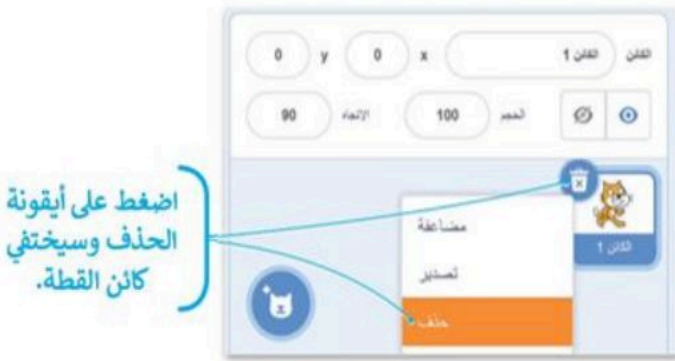 الكائن الكائن 1 x 0 y 0
الحجم 100 الاتجاه 90
الكائن 1
مضاعفة
تصدير
حذف
اضغط على أيقونة
الحذف وسيختفي
كائن القطة.